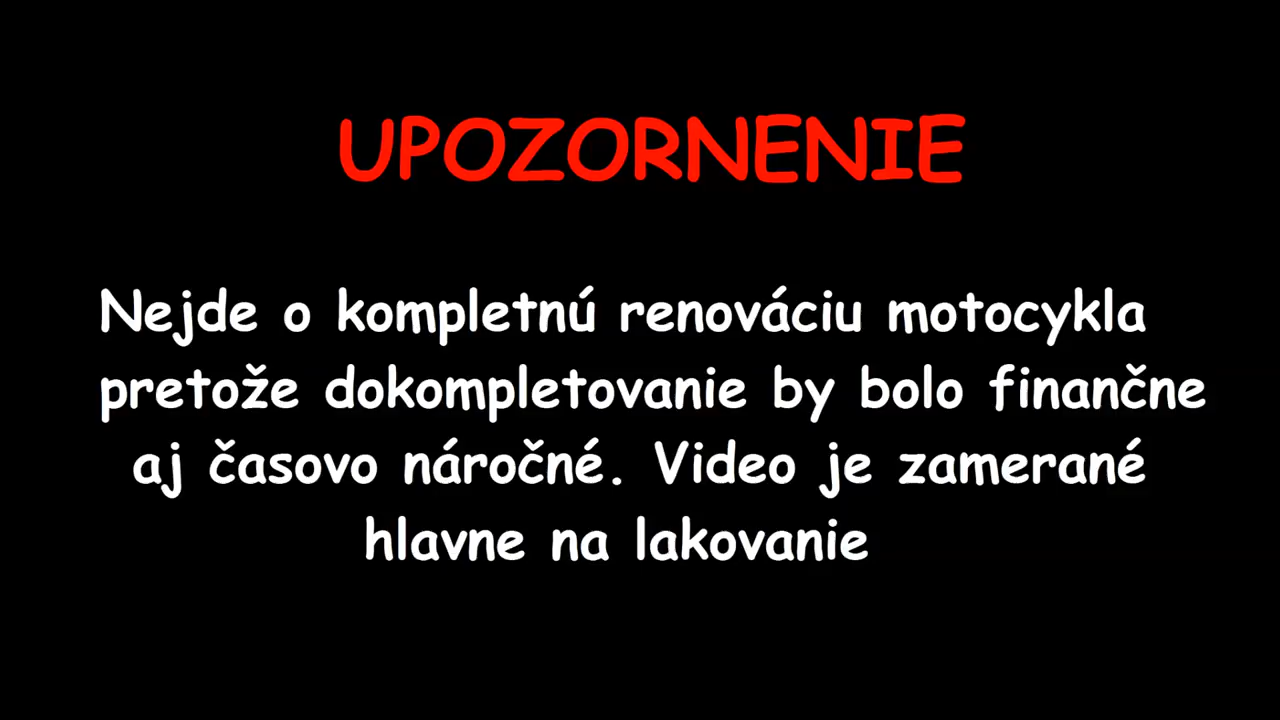 UPOZORNENIE
Nejde o kompletnú renováciu motocykla
pretože dokompletovanie by bolo finančne
aj časovo náročné. Video je zamerané
hlavne na lakovanie